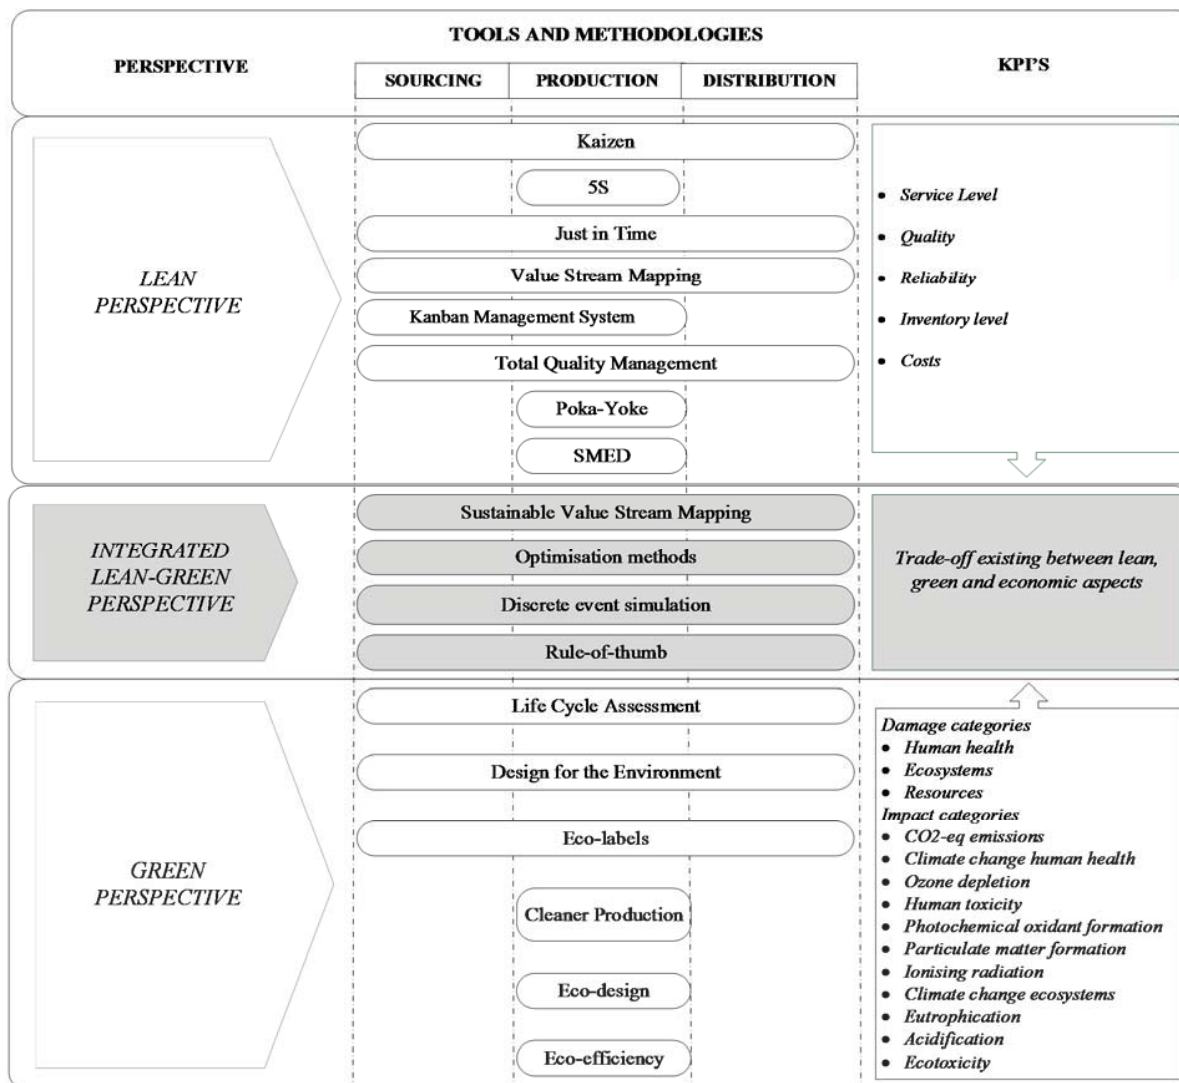 TOOLS AND METHODOLOGIES
PERSPECTIVE
KPI'S
SOURCING
PRODUCTION
DISTRIBUTION
LEAN
PERSPECTIVE
Kaizen
5S
Just in Time
Value Stream Mapping
Kanban Management System
Total Quality Management
Poka-Yoke
SMED
• Service Level
• Quality
• Reliability
• Inventory level
• Costs
INTEGRATED
LEAN-GREEN
PERSPECTIVE
Sustainable Value Stream Mapping
Optimisation methods
Discrete event simulation
Rule-of-thumb
Trade-off existing between lean,
green and economic aspects
GREEN
PERSPECTIVE
Life Cycle Assessment
Design for the Environment
Eco-labels
Cleaner Production
Eco-design
Eco-efficiency
Damage categories
• Human health
• Ecosystems
• Resources
Impact categories
• CO2-eq emissions
• Climate change human health
• Ozone depletion
• Human toxicity
• Photochemical oxidant formation
• Particulate matter formation
• Ionising radiation
• Climate change ecosystems
• Eutrophication
• Acidification
• Ecotoxicity